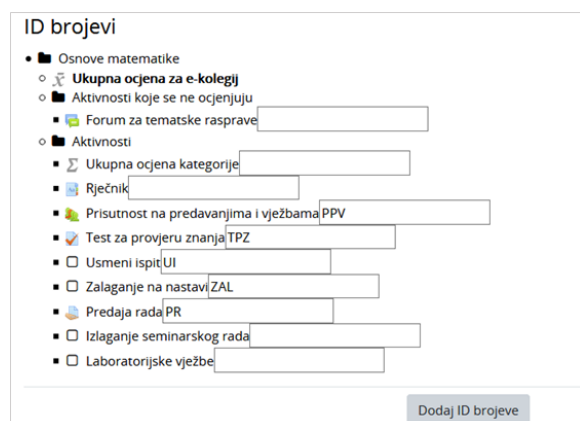 ID brojevi
Osnove matematike
Ukupna ocjena za e-kolegij
Aktivnosti koje se ne ocjenjuju
Forum za tematske rasprave
Aktivnosti
Ukupna ocjena kategorije
Rječnik
Prisutnost na predavanjima i vježbama PPV
Test za provjeru znanja TPZ
Usmeni ispit UI
Zalaganje na nastavi ZAL
Predaja rada PR
Izlaganje seminarskog rada
Laboratorijske vježbe
Dodaj ID brojeve